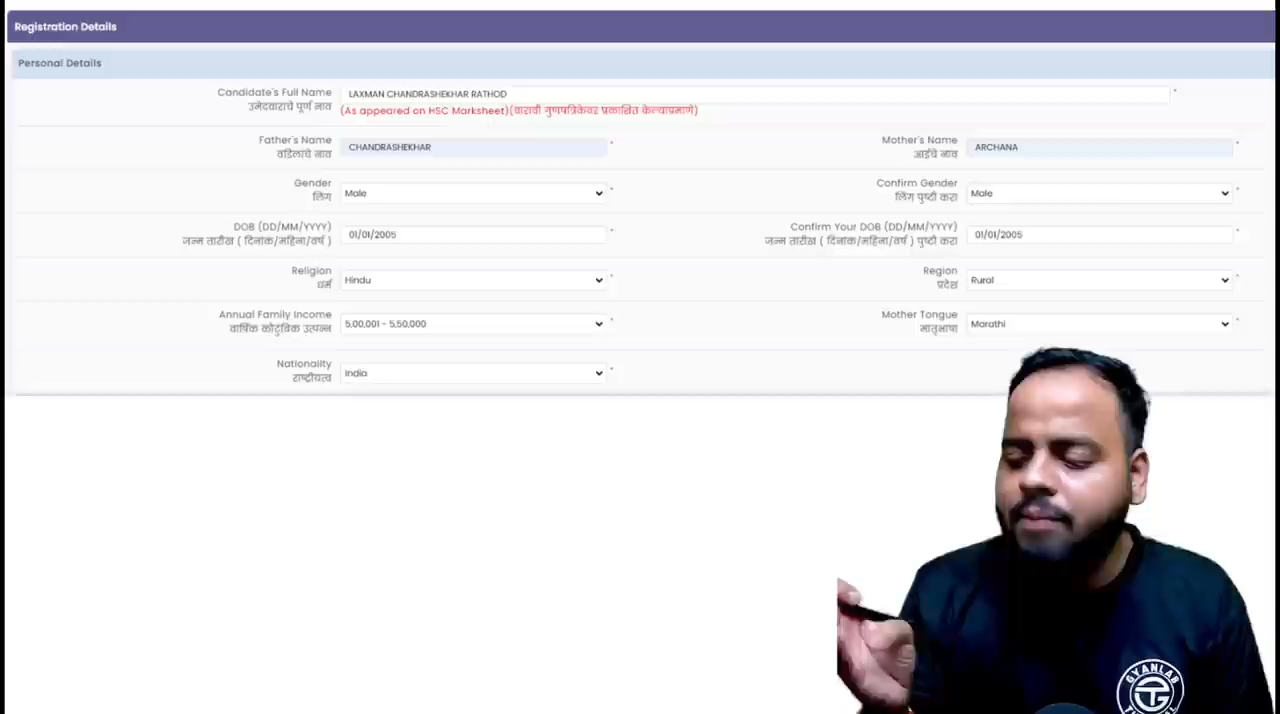 Registration Details
Personal Details
Candidate's Full Name
उमेदवाराचे पूर्ण नाव
LAXMAN CHANDRASHEKHAR RATHOD *
(As appeared on HSC Marksheet)(बारावी गुणपत्रिकेवर प्रकाशित केल्याप्रमाणे)
Father's Name
वडिलांचे नाव
CHANDRASHEKHAR *
Mother's Name
आईचे नाव
ARCHANA *
Gender
लिंग
Male *
Confirm Gender
लिंग पुष्टी करा
Male *
DOB (DD/MM/YYYY)
जन्म तारीख ( दिनांक/महिना/वर्ष )
01/01/2005 *
Confirm Your DOB (DD/MM/YYYY)
जन्म तारीख ( दिनांक/महिना/वर्ष ) पुष्टी करा
01/01/2005 *
Religion
धर्म
Hindu *
Region
प्रदेश
Rural *
Annual Family Income
वार्षिक कौटुंबिक उत्पन्न
5,00,001 - 5,50,000 *
Mother Tongue
मातृभाषा
Marathi *
Nationality
राष्ट्रीयत्व
India *
GYANLAB